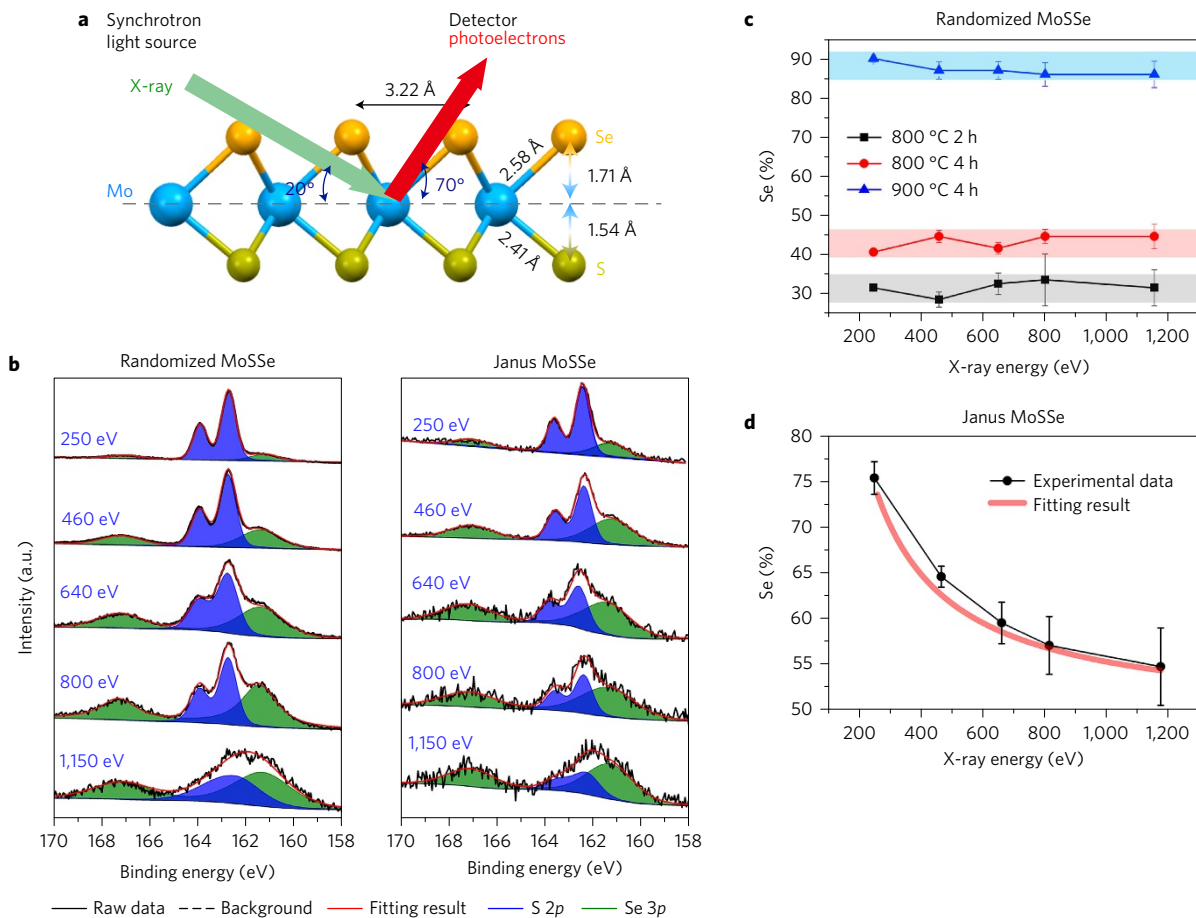 a
Synchrotron
light source
Detector
photoelectrons
X-ray
3.22 Å
Se
2.58 Å
1.71 Å
Mo
20°
70°
1.54 Å
2.41 Å
S
b
Randomized MoSSe
Janus MoSSe
250 eV
460 eV
640 eV
800 eV
1,150 eV
250 eV
460 eV
640 eV
800 eV
1,150 eV
Intensity (a.u.)
170 168 166 164 162 160 158
170 168 166 164 162 160 158
Binding energy (eV)
Binding energy (eV)
Raw data Background Fitting result S 2p Se 3p
c
Randomized MoSSe
90
80
70
60
50
40
30
Se (%)
800 °C 2 h
800 °C 4 h
900 °C 4 h
200 400 600 800 1,000 1,200
X-ray energy (eV)
d
Janus MoSSe
80
75
70
65
60
55
50
Se (%)
Experimental data
Fitting result
200 400 600 800 1,000 1,200
X-ray energy (eV)